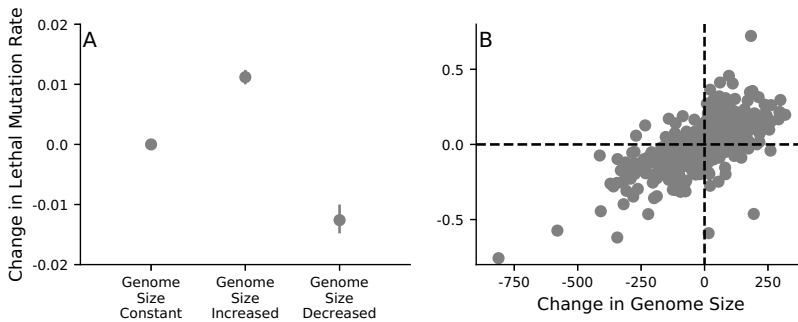 A
Change in Lethal Mutation Rate
0.02
0.01
0.0
-0.01
-0.02
Genome
Size
Constant
Genome
Size
Increased
Genome
Size
Decreased
B
0.5
0.0
-0.5
-750
-500
-250
0
250
Change in Genome Size